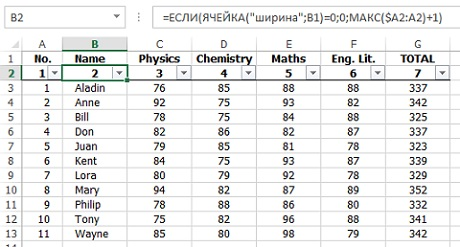 B2 =ЕСЛИ(ЯЧЕЙКА("ширина";B1)=0;0;МАКС($A2:A2)+1)
A B C D E F G
1 No. Name Physics Chemistry Maths Eng. Lit. TOTAL
2 1 2 3 4 5 6 7
3 1 Aladin 76 85 88 88 337
4 2 Anne 92 75 93 82 342
5 3 Bill 78 75 84 88 325
6 4 Don 82 86 82 87 337
7 5 Juan 79 85 81 78 323
8 6 Kent 84 75 93 87 339
9 7 Lora 80 79 92 78 329
10 8 Mary 94 82 87 89 352
11 9 Philip 78 88 86 80 332
12 10 Tony 75 82 96 88 341
13 11 Wayne 85 80 98 79 342